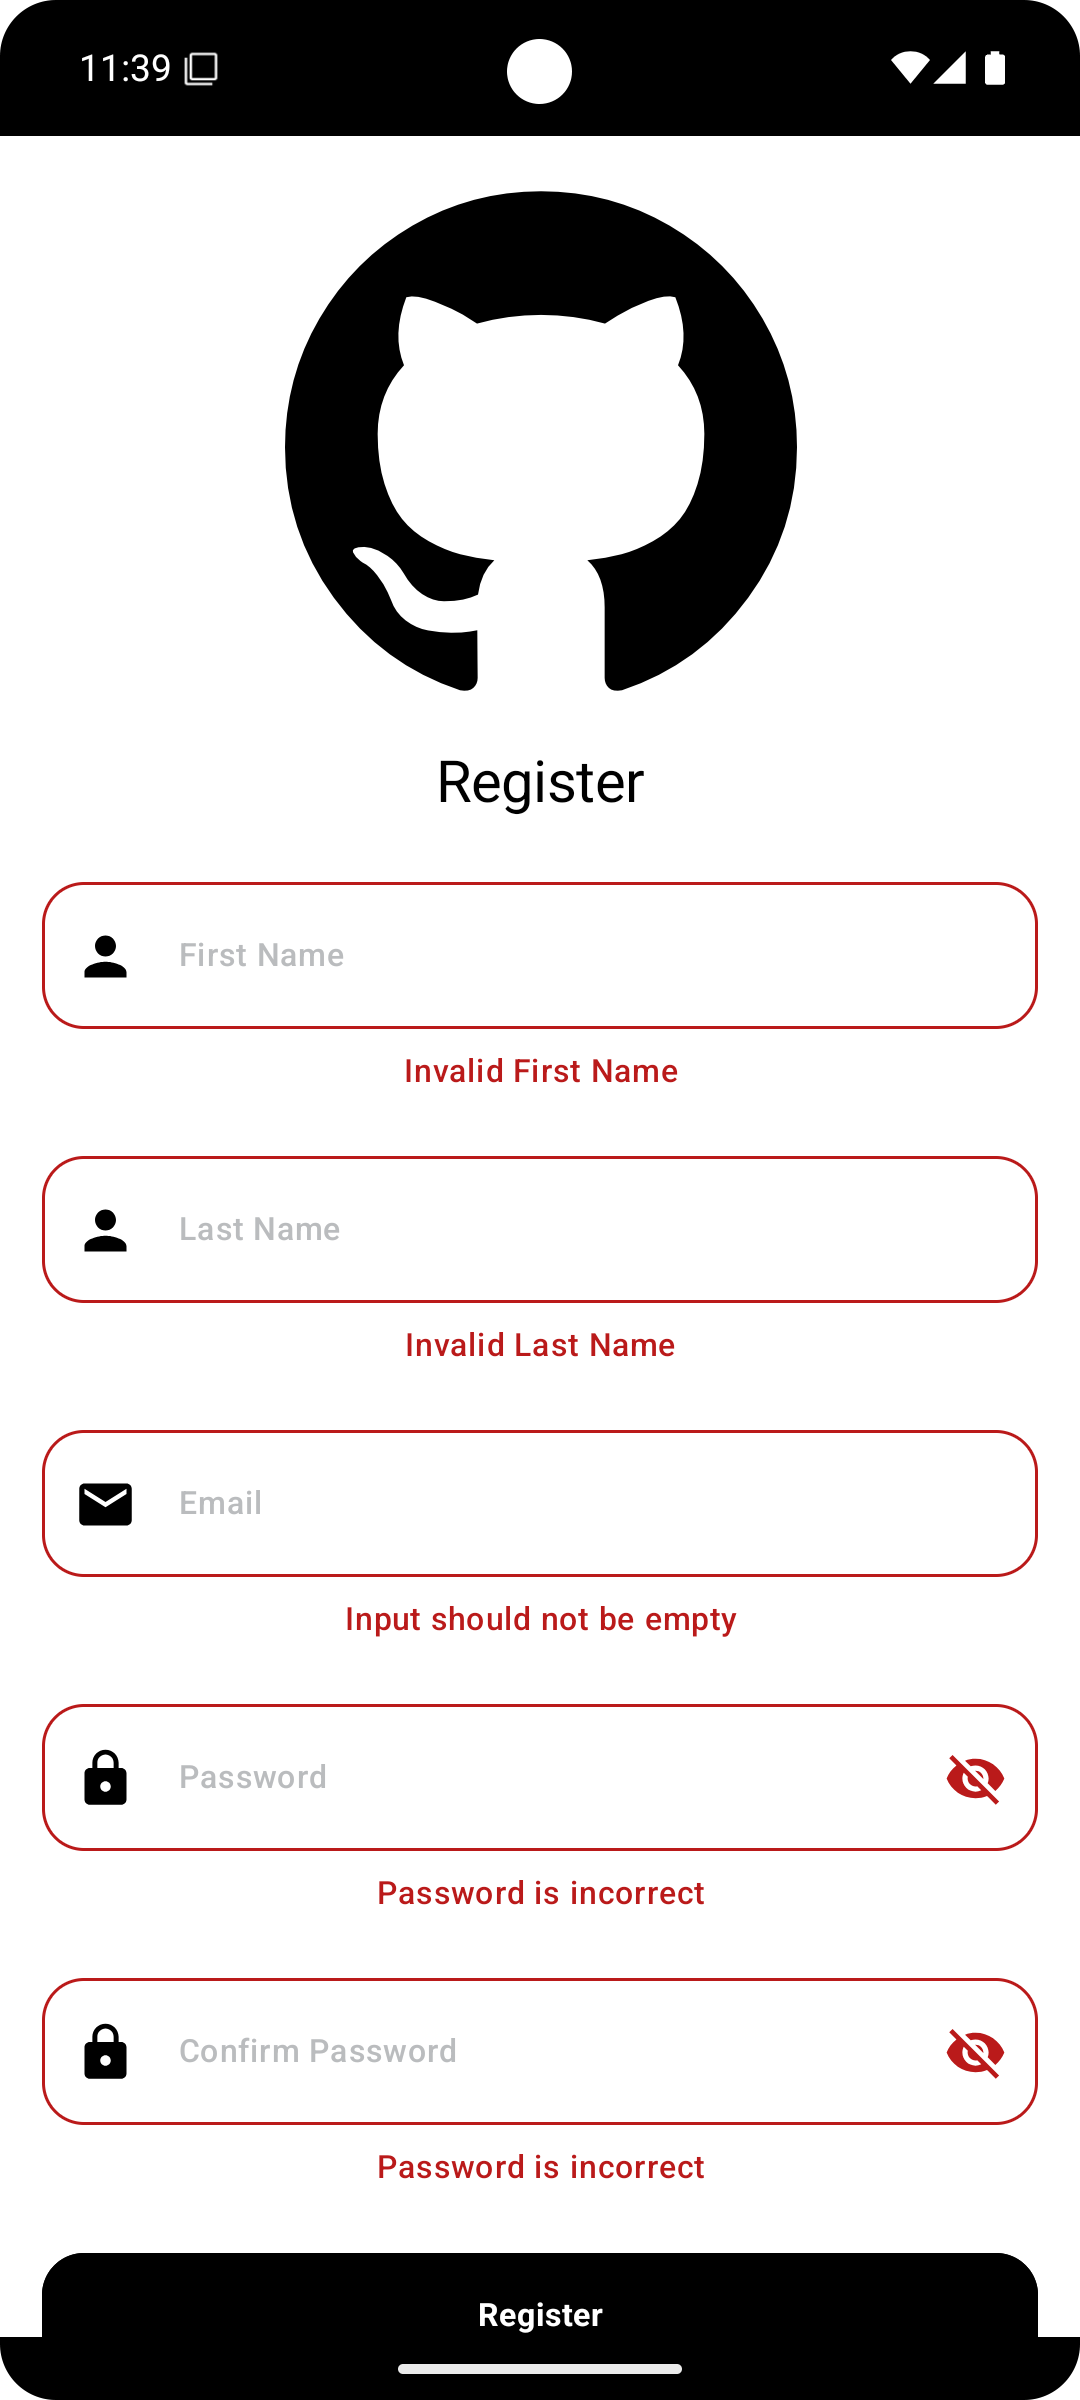 11:39
Register
First Name
Invalid First Name
Last Name
Invalid Last Name
Email
Input should not be empty
Password
Password is incorrect
Confirm Password
Password is incorrect
Register